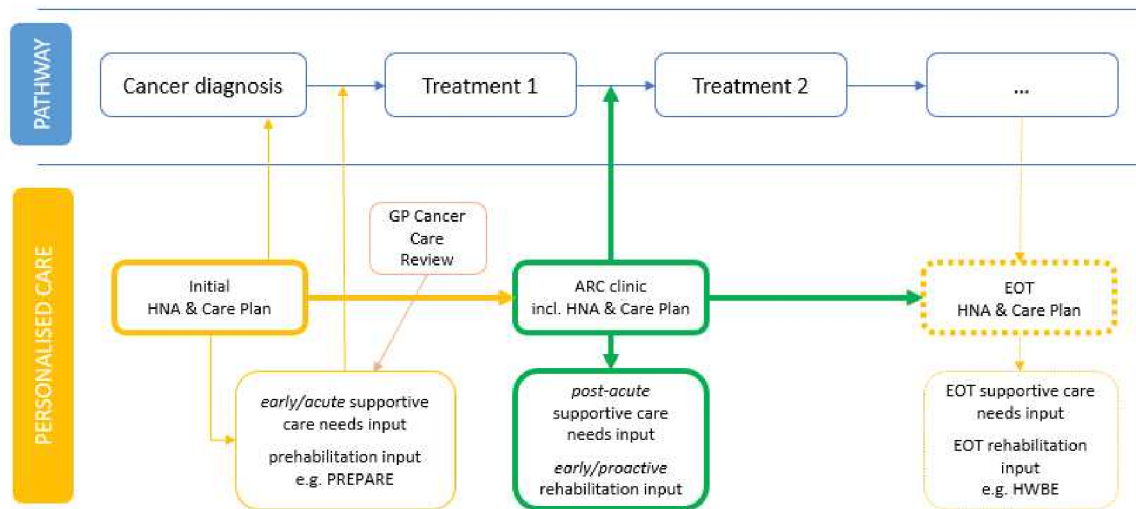 PATHWAY
Cancer diagnosis
Treatment 1
Treatment 2
...
PERSONALISED CARE
GP Cancer
Care
Review
Initial
HNA & Care Plan
ARC clinic
incl. HNA & Care Plan
EOT
HNA & Care Plan
early/acute supportive
care needs input
prehabilitation input
e.g. PREPARE
post-acute
supportive care
needs input
early/proactive
rehabilitation input
EOT supportive care
needs input
EOT rehabilitation
input
e.g. HWBE